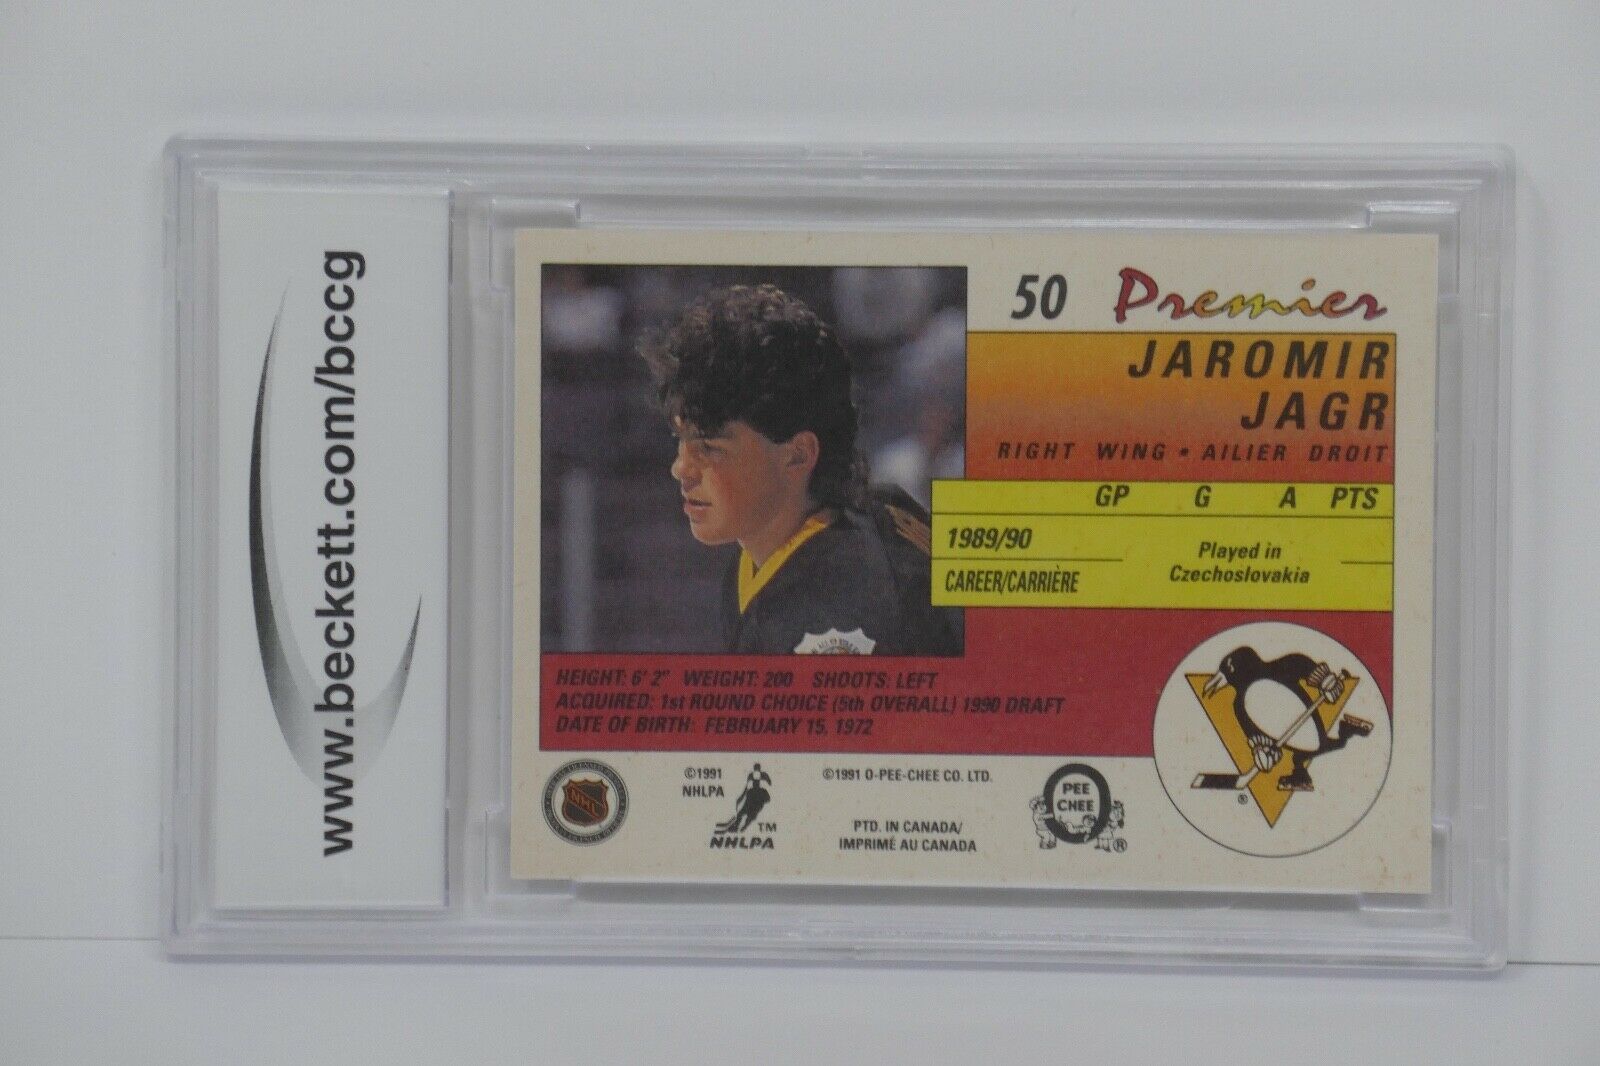 www.beckett.com/bccg
50 Premier
JAROMIR
JAGR
RIGHT WING • AILIER DROIT
GP G A PTS
1989/90
Played in
Czechoslovakia
CAREER/CARRIÈRE
HEIGHT: 6' 2" WEIGHT: 200 SHOOTS: LEFT
ACQUIRED: 1st ROUND CHOICE (5th OVERALL) 1990 DRAFT
DATE OF BIRTH: FEBRUARY 15, 1972
NHL
©1991
NHLPA
TM
NHLPA
©1991 O-PEE-CHEE CO. LTD.
PTD. IN CANADA/
IMPRIMÉ AU CANADA
O
PEE
CHEE
®
®